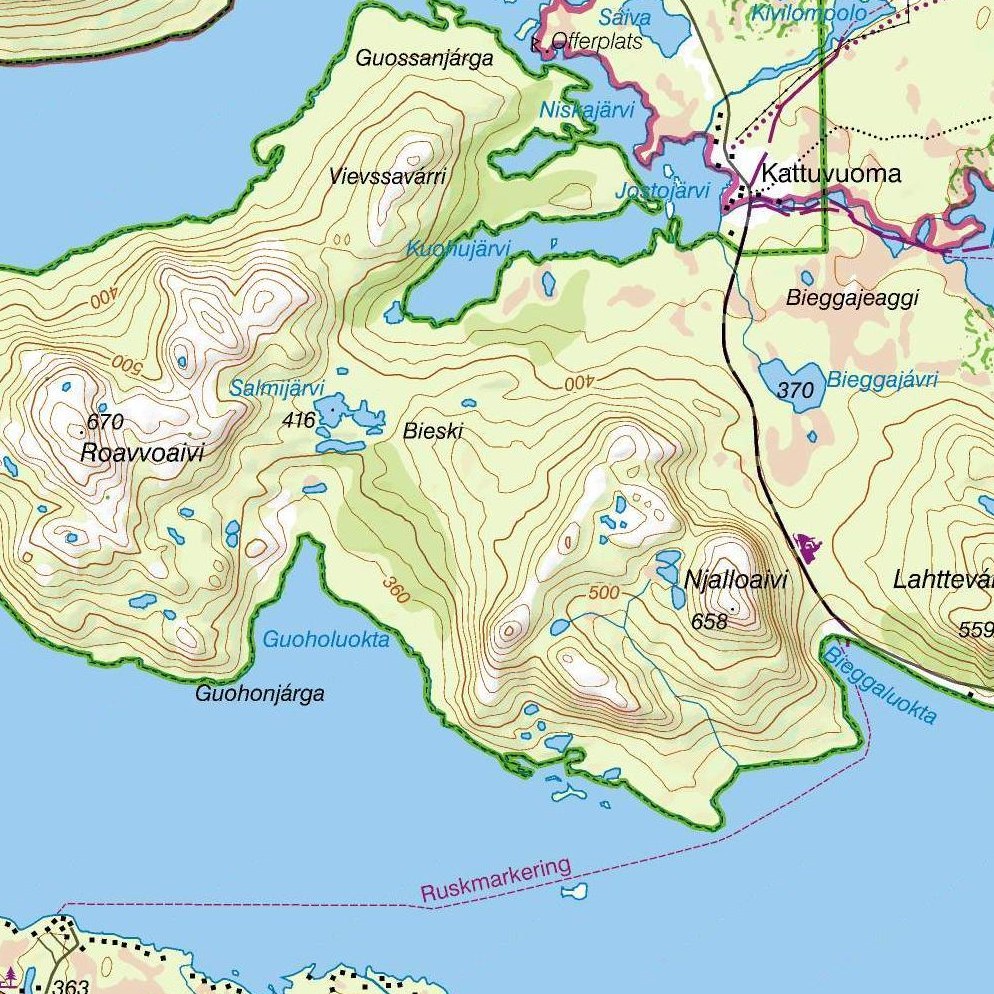 Saiva
Kivilompolo
Offerplats
Guossanjárga
Niskajärvi
Vievssavárri
Kattuvuoma
Jostojärvi
Kuohujärvi
400
Bieggajeaggi
500
400
Salmijärvi
370
Bieggajávri
670
416
Bieski
Roavvoaivi
360
500
Njalloaivi
Lahttevár
658
559
Guoholuokta
Bieggaluokta
Guohonjárga
Ruskmarkering
363